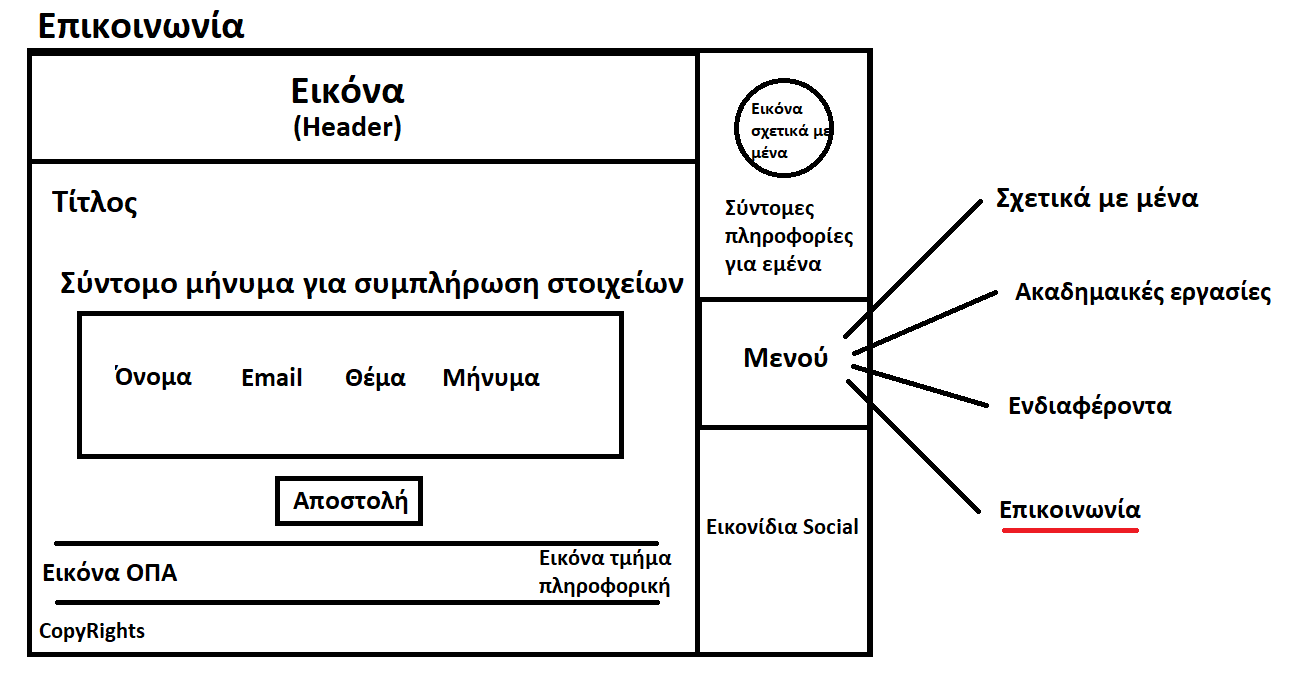 Επικοινωνία
Εικόνα
(Header)
Τίτλος
Σύντομο μήνυμα για συμπλήρωση στοιχείων
Όνομα Email Θέμα Μήνυμα
Αποστολή
Εικόνα ΟΠΑ
Εικόνα τμήμα
πληροφορική
CopyRights
Εικόνα
σχετικά με
μένα
Σύντομες
πληροφορίες
για εμένα
Μενού
Εικονίδια Social
Σχετικά με μένα
Ακαδημαικές εργασίες
Ενδιαφέροντα
Επικοινωνία